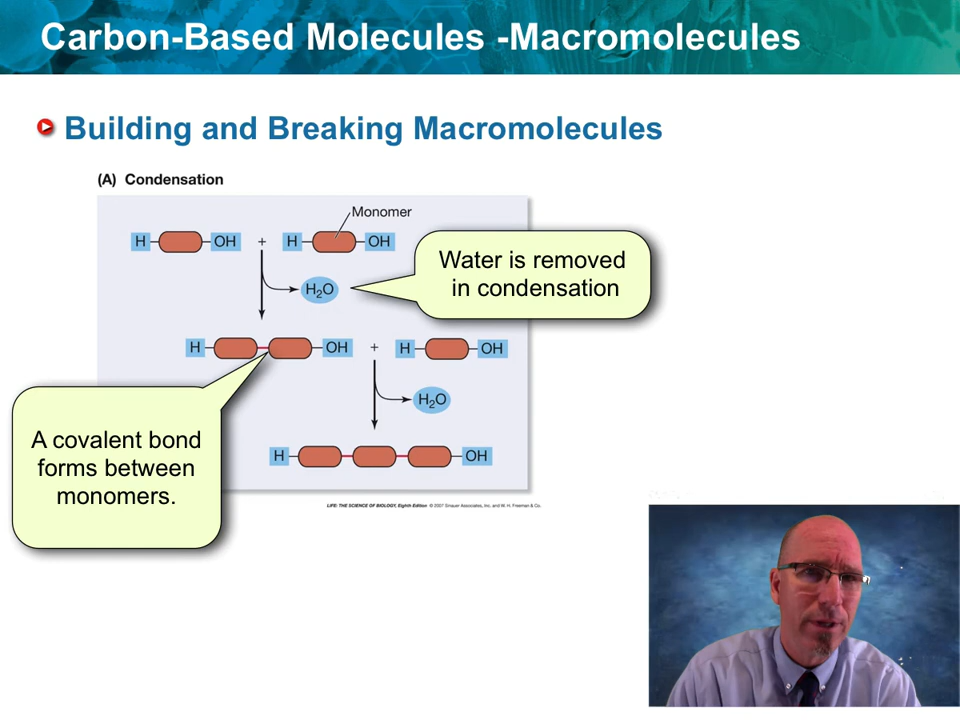 Carbon-Based Molecules -Macromolecules
Building and Breaking Macromolecules
(A) Condensation
Monomer
H OH + H OH
H₂O
Water is removed
in condensation
H OH + H OH
H₂O
A covalent bond
forms between
monomers.
H OH
LIFE: THE SCIENCE OF BIOLOGY, Eighth Edition © 2007 Sinauer Associates, Inc. and W. H. Freeman & Co.